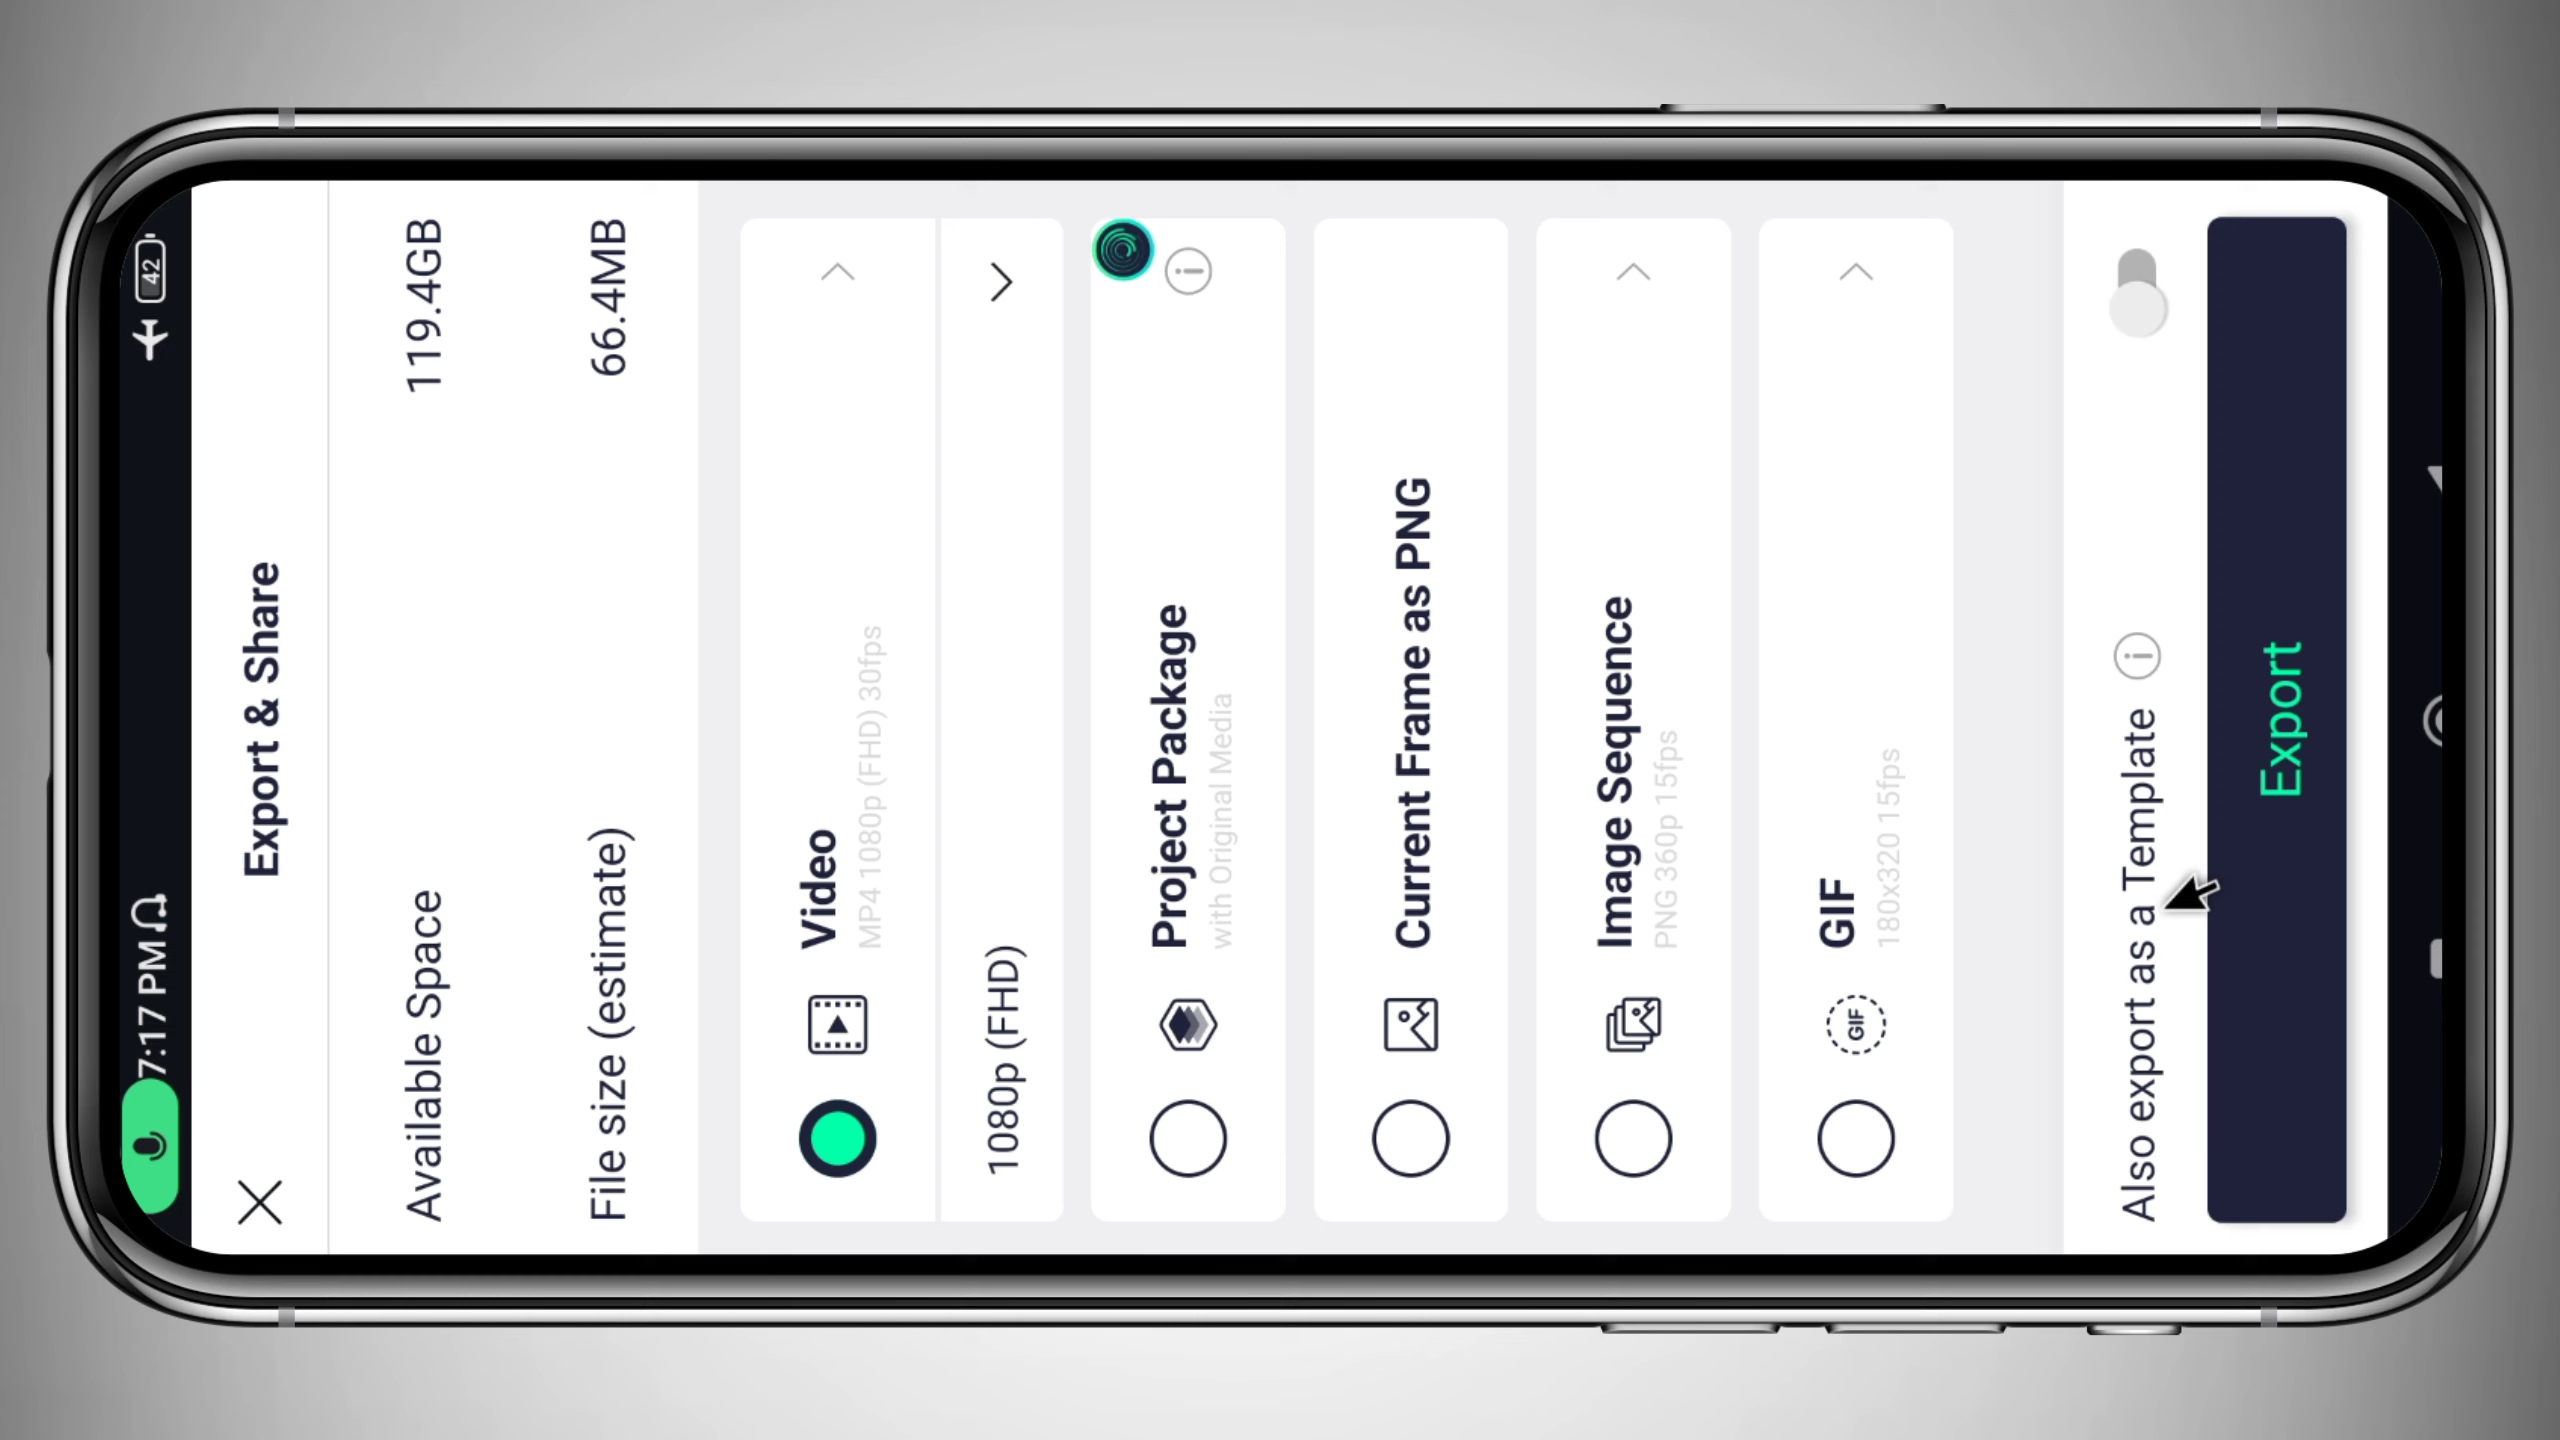 7:17 PM
42
Export & Share
Available Space 119.4GB
File size (estimate) 66.4MB
Video
MP4 1080p (FHD) 30fps
1080p (FHD)
Project Package
with Original Media
Current Frame as PNG
Image Sequence
PNG 360p 15fps
GIF
GIF
180x320 15fps
Also export as a Template
Export